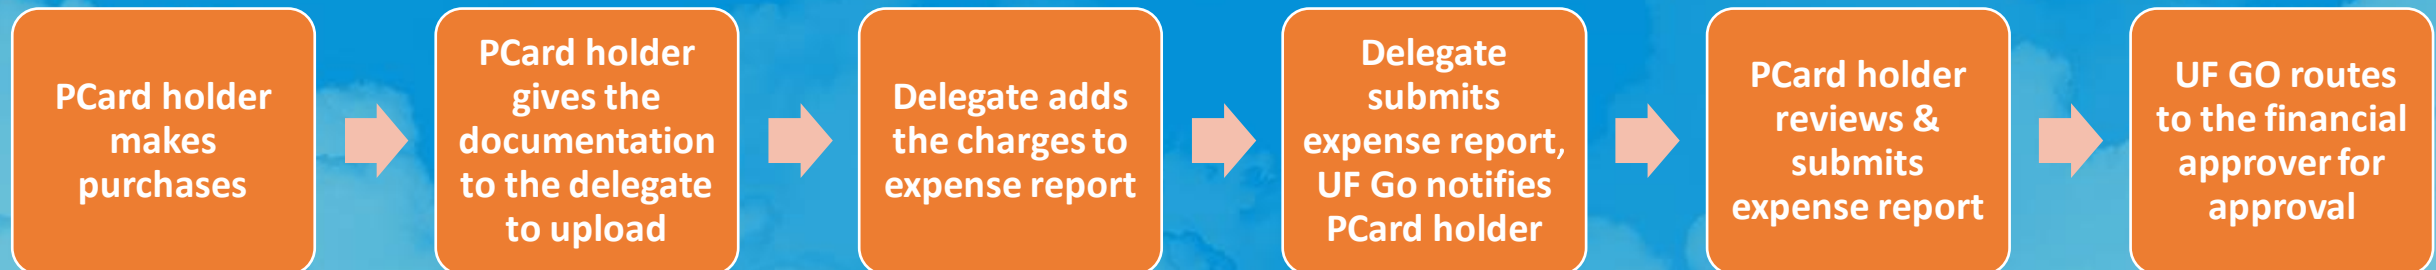 PCard holder
makes
purchases
PCard holder
gives the
documentation
to the delegate
to upload
Delegate adds
the charges to
expense report
Delegate
submits
expense report,
UF Go notifies
PCard holder
PCard holder
reviews &
submits
expense report
UF GO routes
to the financial
approver for
approval